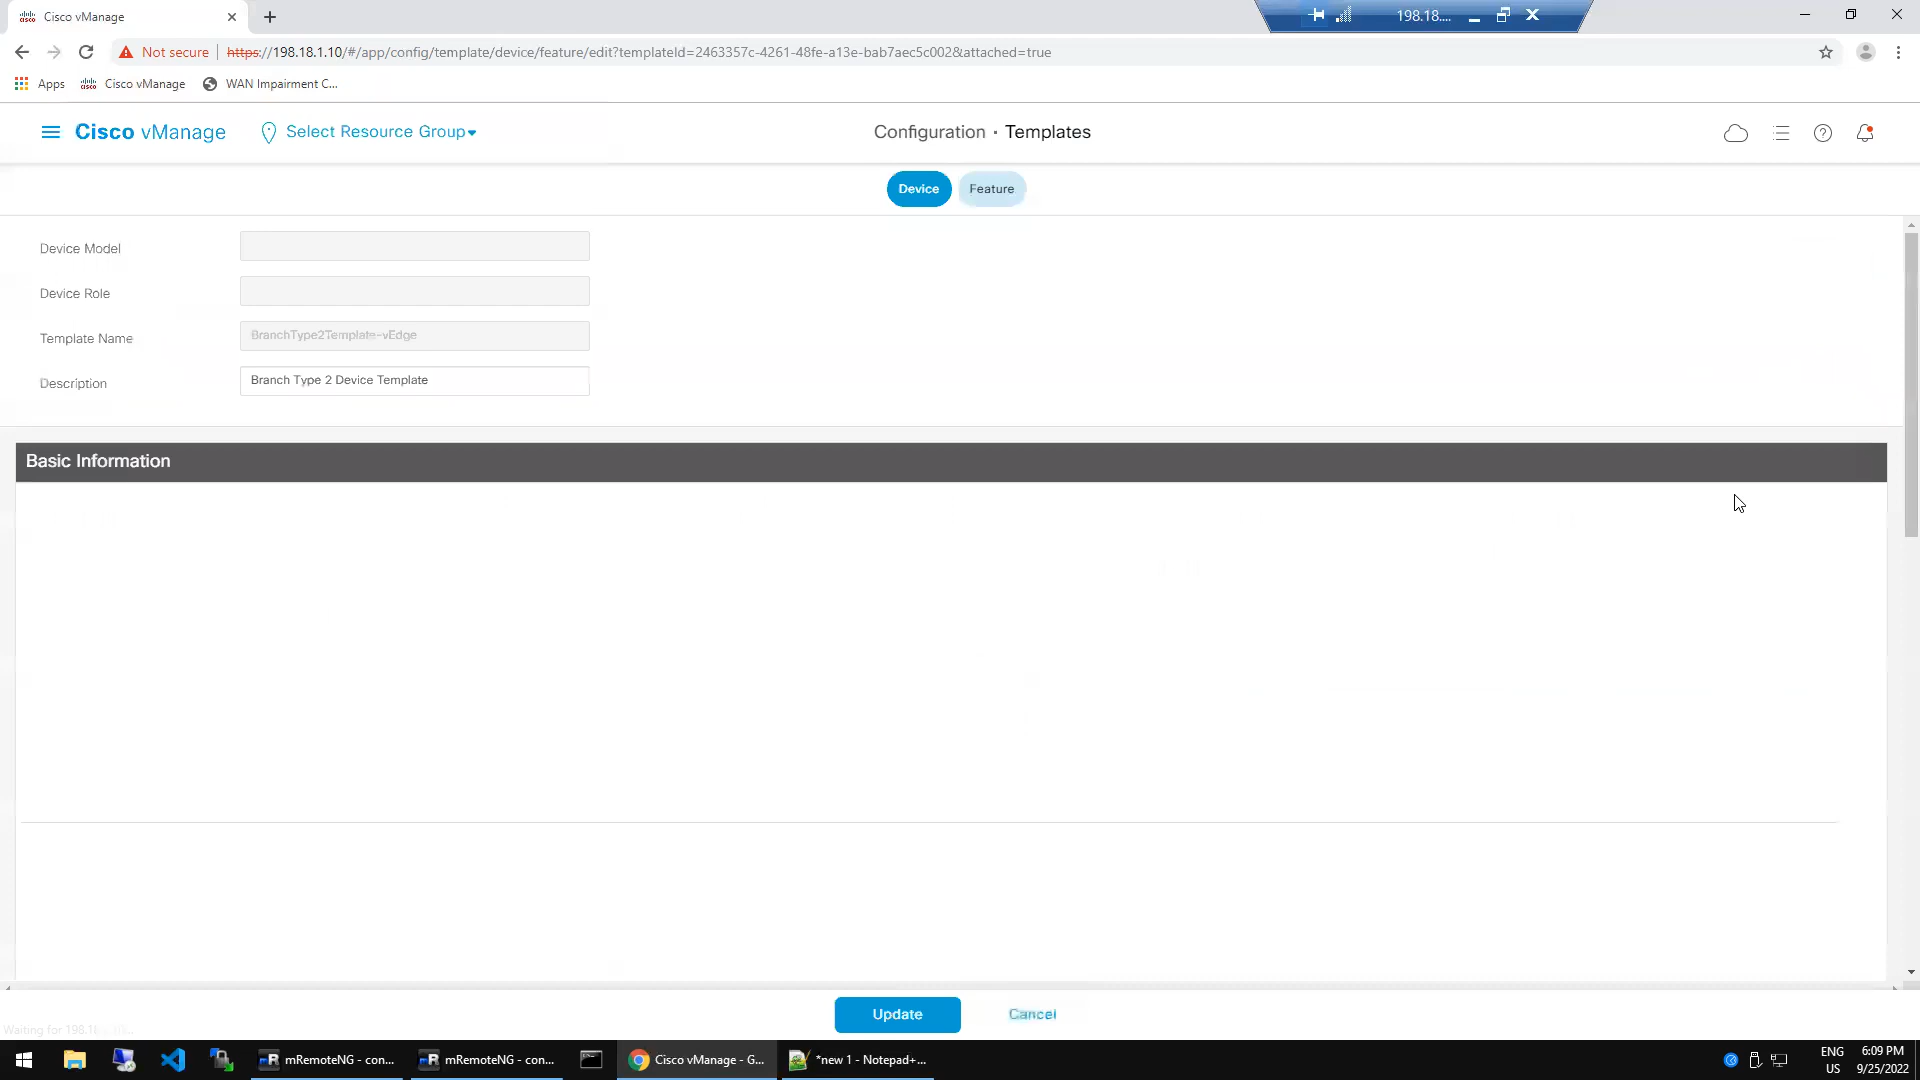 Cisco vManage
198.18....
Not secure
https://198.18.1.10/#/app/config/template/device/feature/edit?templateId=2463357c-4261-48fe-a13e-bab7aec5c002&attached=true
Apps
Cisco vManage
WAN Impairment C...
Cisco vManage
Select Resource Group
Configuration · Templates
Device
Feature
Device Model
Device Role
Template Name
BranchType2Template-vEdge
Description
Branch Type 2 Device Template
Basic Information
Update
Cancel
Waiting for
mRemoteNG - con...
mRemoteNG - con...
Cisco vManage - G...
*new 1 - Notepad+...
ENG
US
6:09 PM
9/25/2022